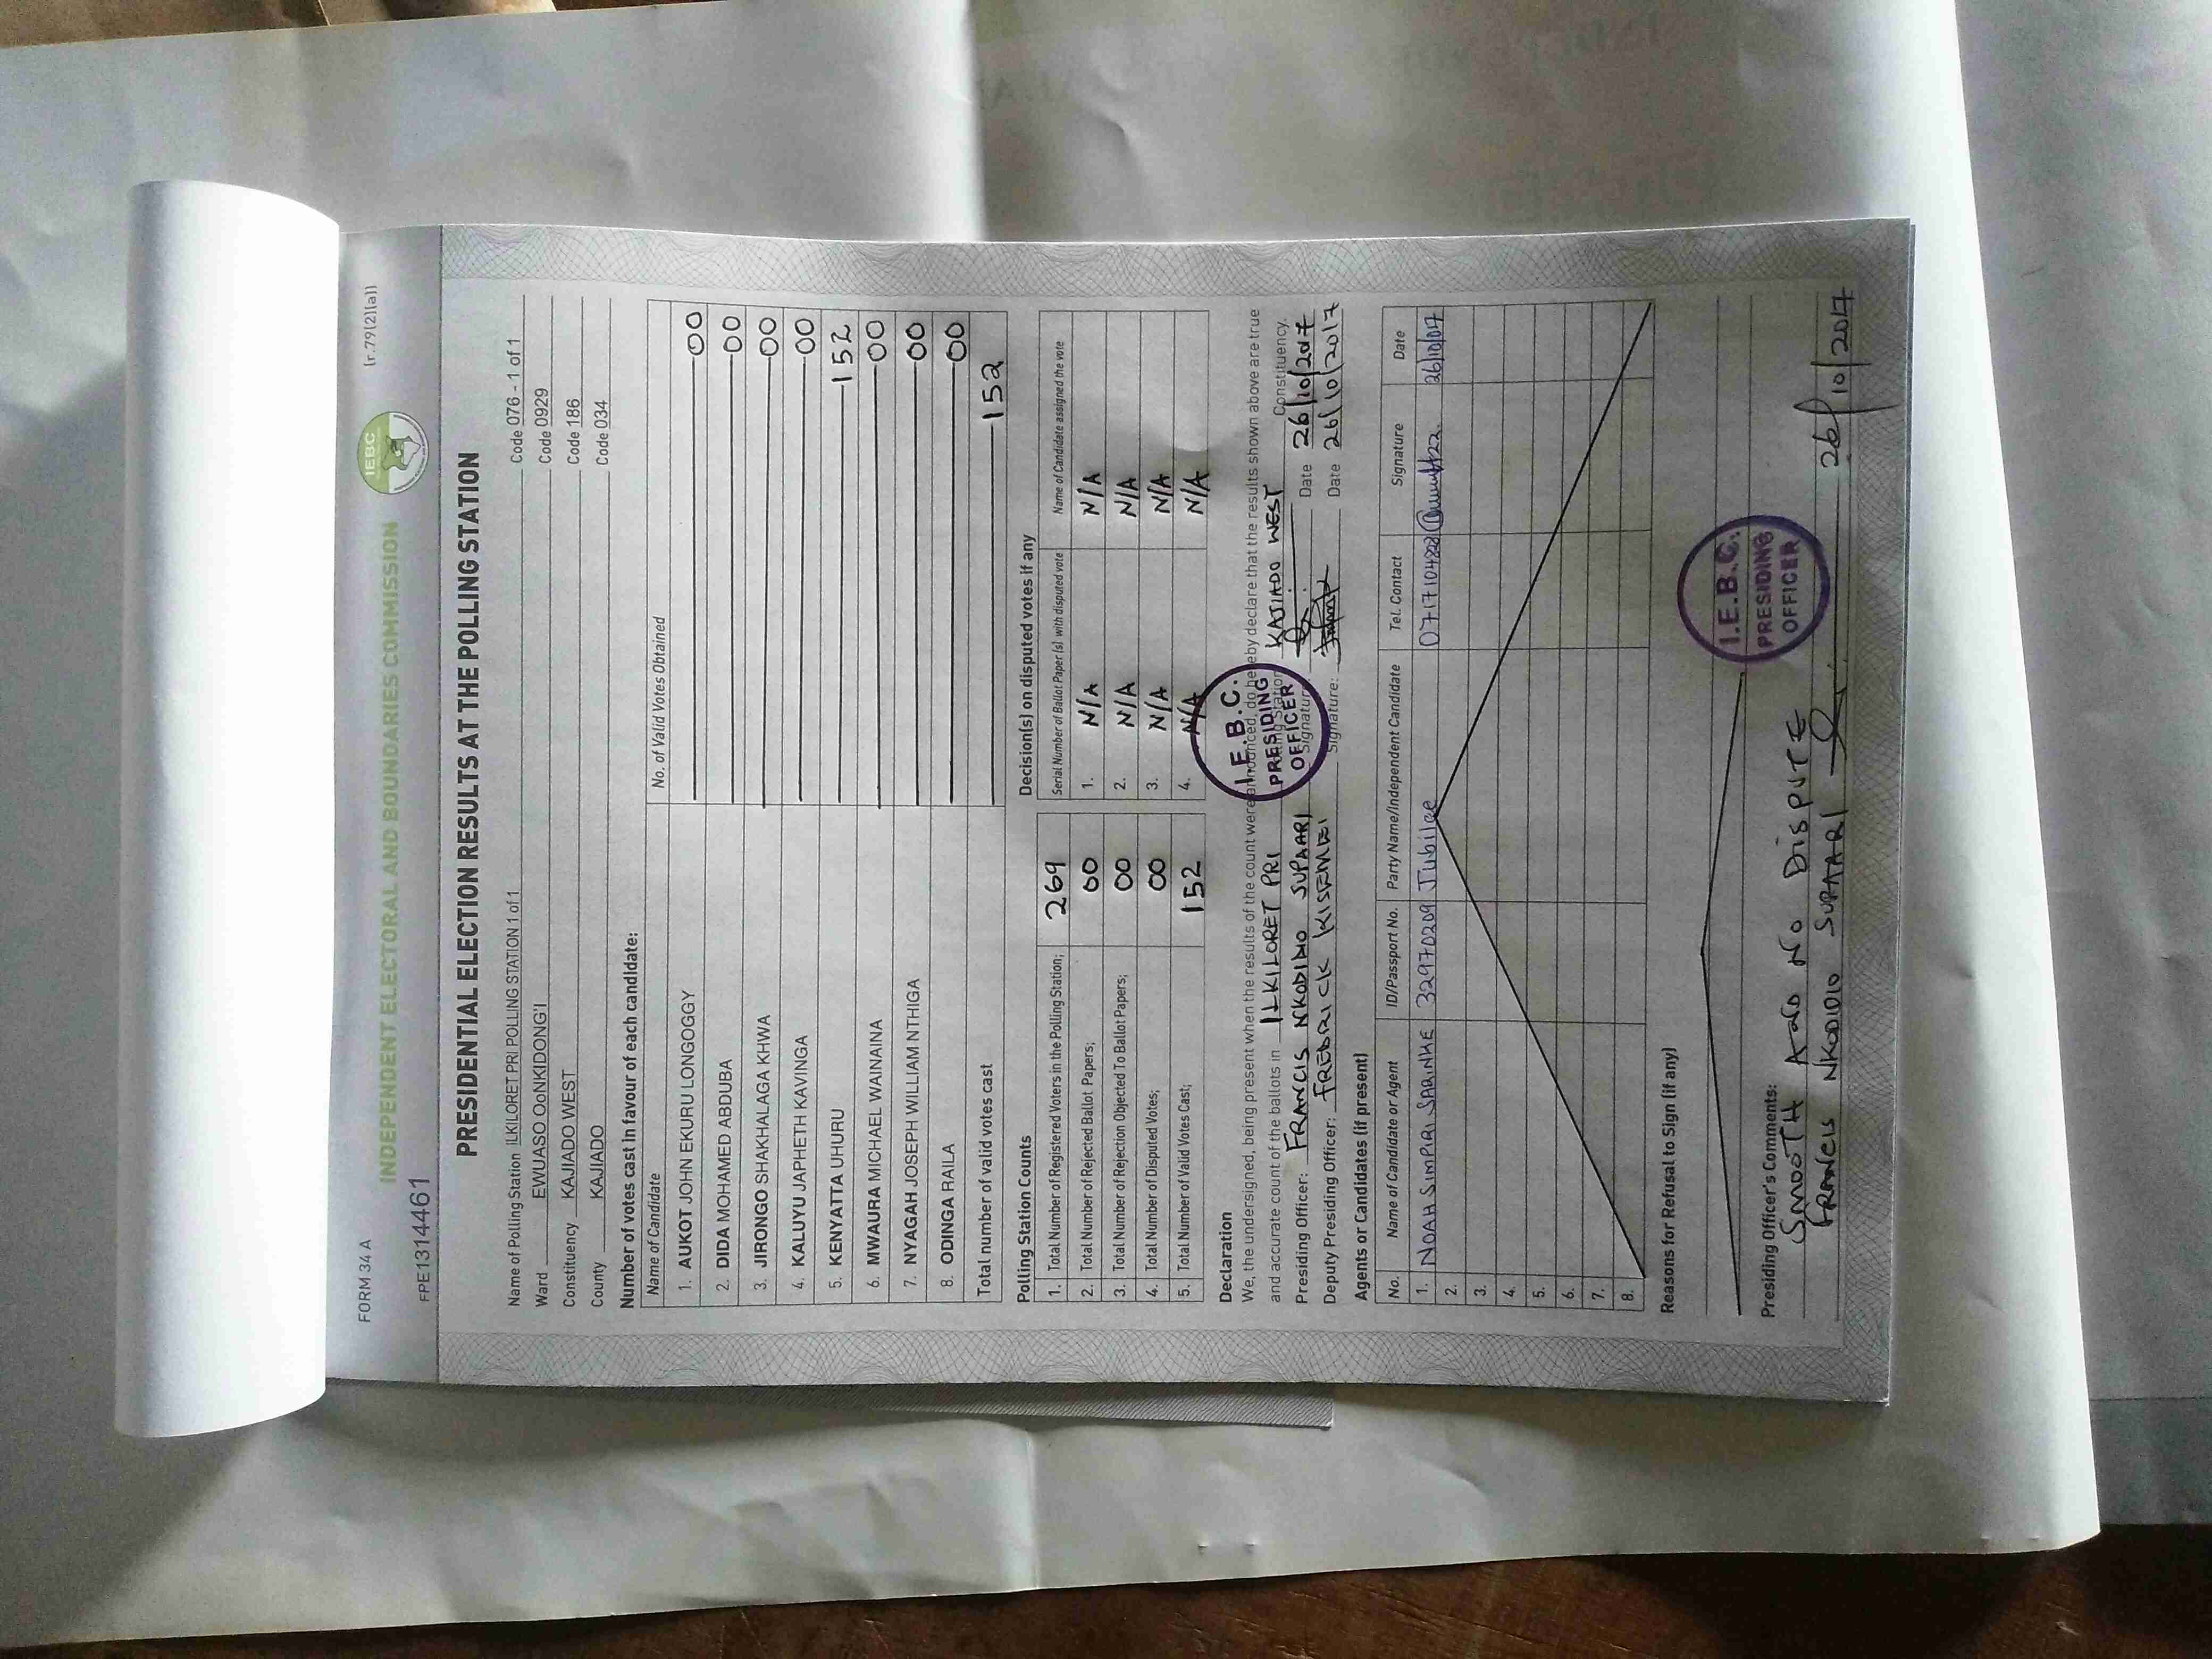 FORM 34 A (r.79(2)(a))
INDEPENDENT ELECTORAL AND BOUNDARIES COMMISSION
IEBC
FPE1314461
PRESIDENTIAL ELECTION RESULTS AT THE POLLING STATION
Name of Polling Station ILKILORET PRI POLLING STATION 1 of 1 Code 076 - 1 of 1
Ward EWUASO OoNKIDONG'I Code 0929
Constituency KAJIADO WEST Code 186
County KAJIADO Code 034
Number of votes cast in favour of each candidate:
Name of Candidate No. of Valid Votes Obtained
1. AUKOT JOHN EKURU LONGOGGY 00
2. DIDA MOHAMED ABDUBA 00
3. JIRONGO SHAKHALAGA KHWA 00
4. KALUYU JAPHETH KAVINGA 00
5. KENYATTA UHURU 152
6. MWAURA MICHAEL WAINAINA 00
7. NYAGAH JOSEPH WILLIAM NTHIGA 00
8. ODINGA RAILA 00
Total number of valid votes cast 152
Polling Station Counts
1. Total Number of Registered Voters in the Polling Station; 269
2. Total Number of Rejected Ballot Papers; 00
3. Total Number of Rejection Objected To Ballot Papers; 00
4. Total Number of Disputed Votes; 00
5. Total Number of Valid Votes Cast; 152
Decision(s) on disputed votes if any
Serial Number of Ballot Paper (s) with disputed vote Name of Candidate assigned the vote
1. N/A N/A
2. N/A N/A
3. N/A N/A
4. N/A N/A
Declaration
We, the undersigned, being present when the results of the count were announced, do hereby declare that the results shown above are true
and accurate count of the ballots in ILKILORET PRI Polling Station KAJIADO WEST Constituency.
Presiding Officer: FRANCIS NKODIDIO SUPAARI Signature Date 26/10/2017
Deputy Presiding Officer: FREDRICK KISEMEI Signature: Date 26/10/2017
I.E.B.C.
PRESIDING
OFFICER
Agents or Candidates (if present)
No. Name of Candidate or Agent ID/Passport No. Party Name/Independent Candidate Tel. Contact Signature Date
1. NOAH SIMPIRI SARINKE 32970209 Jubilee
2.
3.
4.
5.
6.
7.
8.
Reasons for Refusal to Sign (if any)
I.E.B.C.
PRESIDING
OFFICER
Presiding Officer's Comments:
SMOOTH AND NO DISPUTE
FRANCIS NKODIDIO SUPAARI 26/10/2017